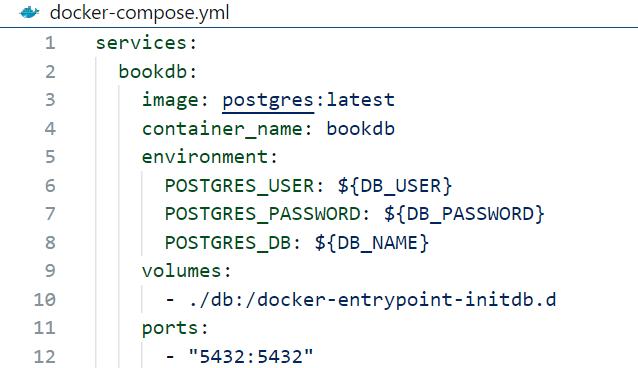 docker-compose.yml
1 services:
2 bookdb:
3 image: postgres:latest
4 container_name: bookdb
5 environment:
6 POSTGRES_USER: ${DB_USER}
7 POSTGRES_PASSWORD: ${DB_PASSWORD}
8 POSTGRES_DB: ${DB_NAME}
9 volumes:
10 - ./db:/docker-entrypoint-initdb.d
11 ports:
12 - "5432:5432"